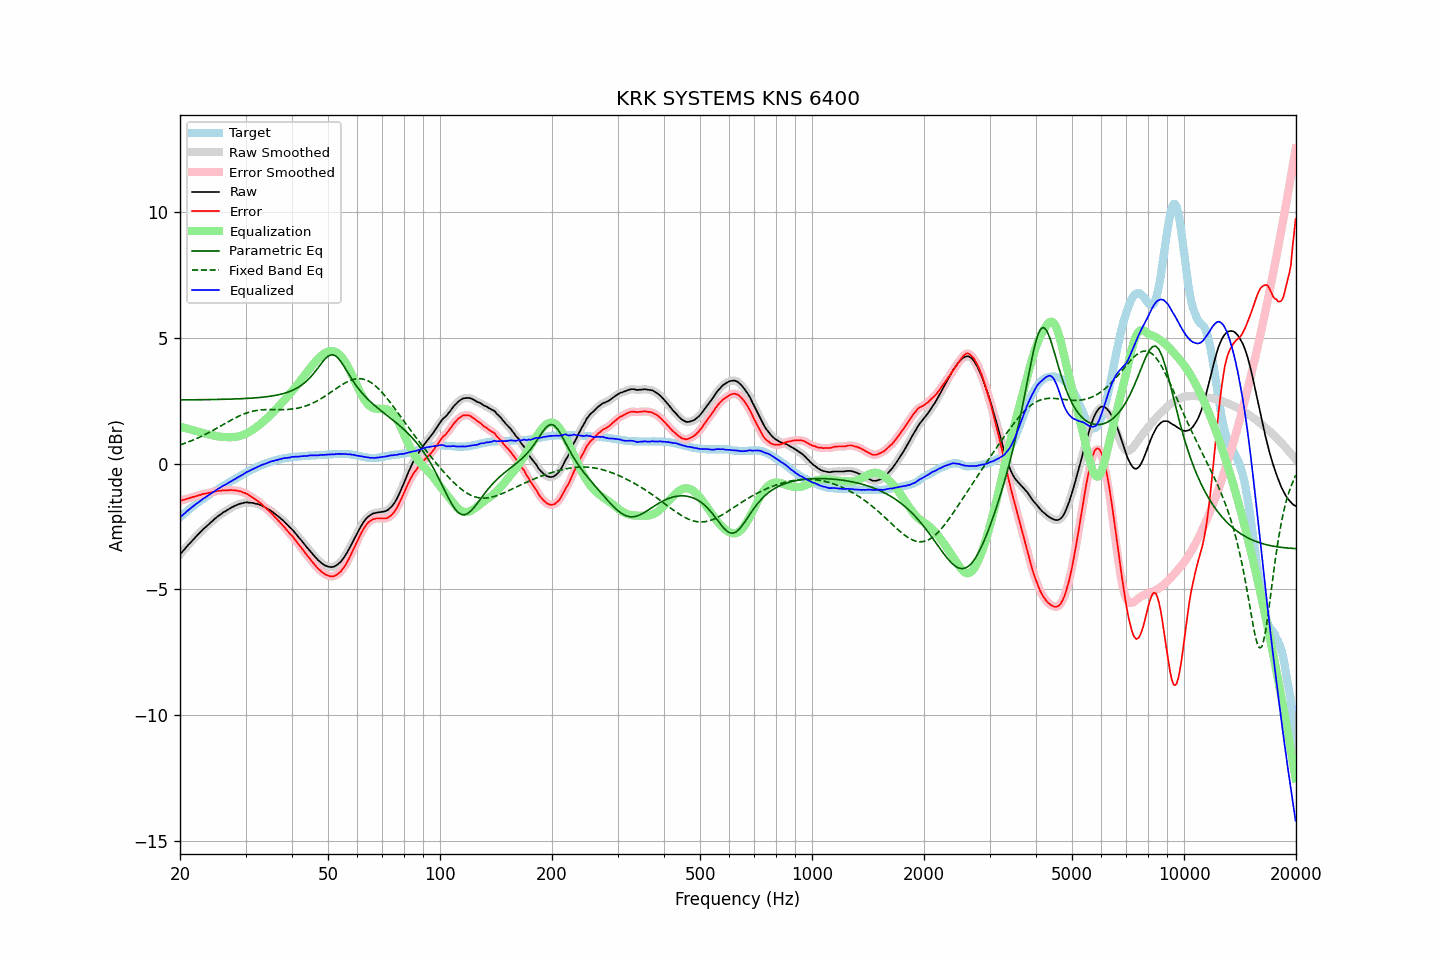 KRK SYSTEMS KNS 6400
Target
Raw Smoothed
Error Smoothed
Raw
Error
Equalization
Parametric Eq
Fixed Band Eq
Equalized
10
5
0
−5
−10
−15
Amplitude (dBr)
20 50 100 200 500 1000 2000 5000 10000 20000
Frequency (Hz)